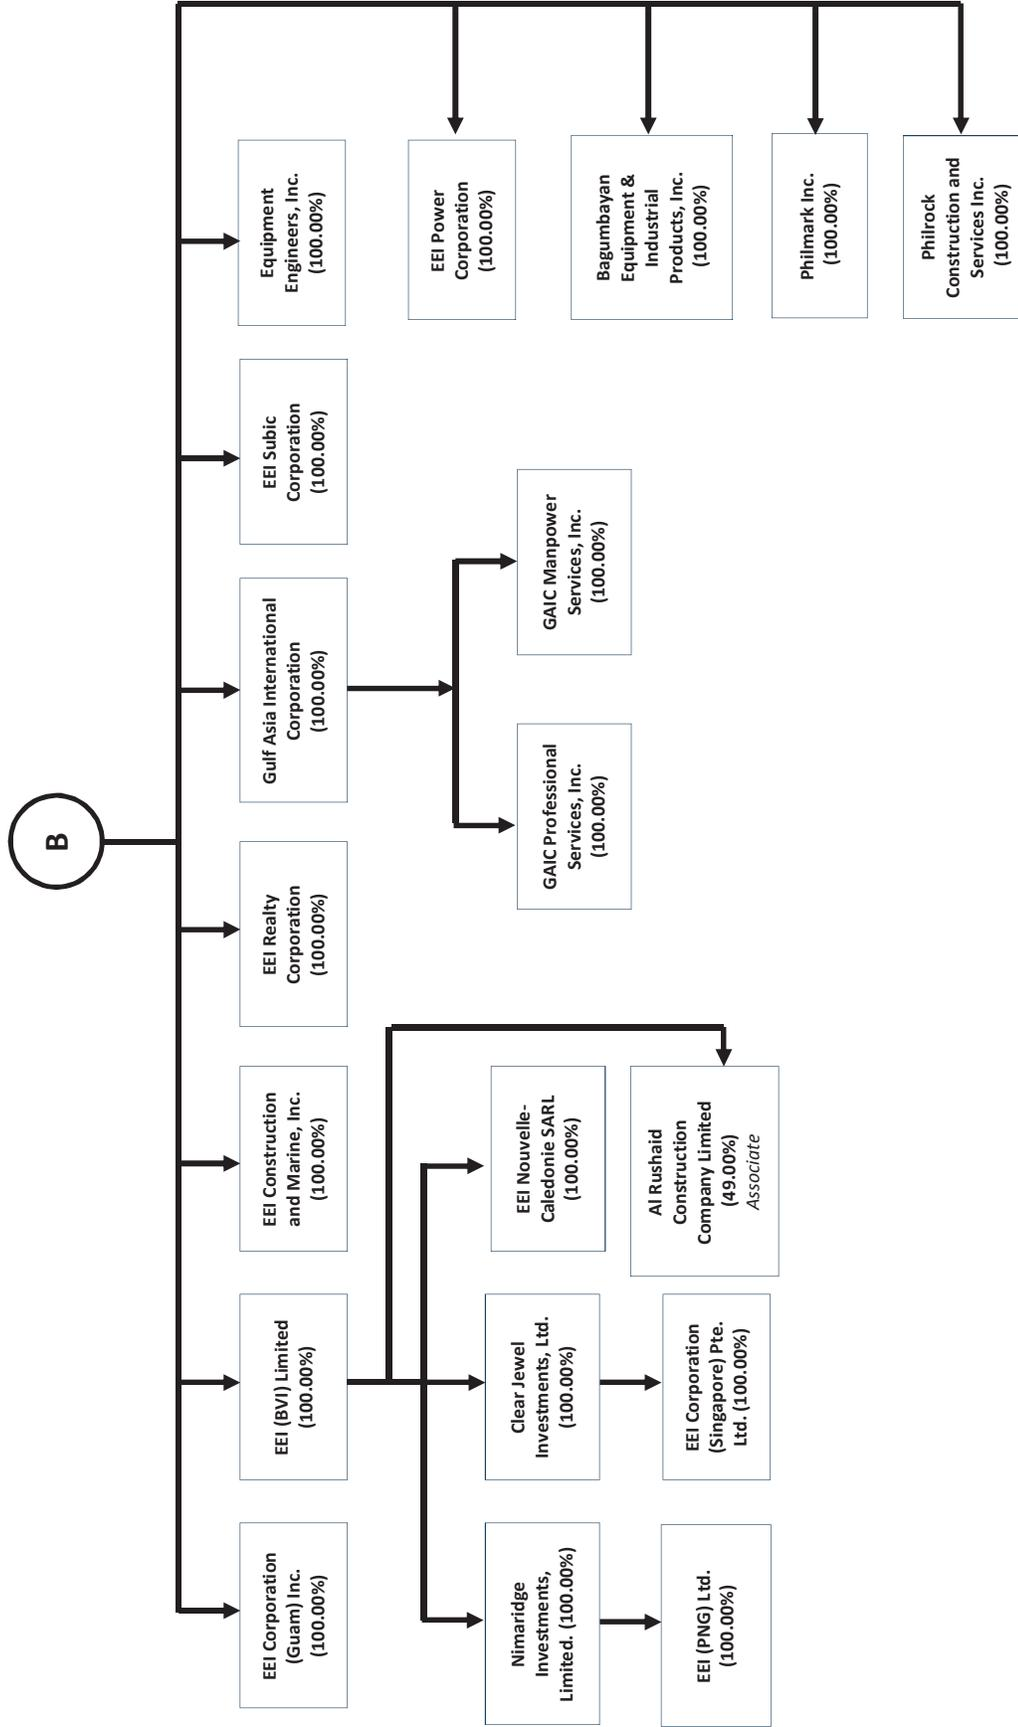 B
EEI Corporation
(Guam) Inc.
(100.00%)
EEI (BVI) Limited
(100.00%)
EEI Construction
and Marine, Inc.
(100.00%)
EEI Realty
Corporation
(100.00%)
Gulf Asia International
Corporation
(100.00%)
EEI Subic
Corporation
(100.00%)
Equipment
Engineers, Inc.
(100.00%)
EEI Power
Corporation
(100.00%)
Bagumbayan
Equipment &
Industrial
Products, Inc.
(100.00%)
Philmark Inc.
(100.00%)
Philrock
Construction and
Services Inc.
(100.00%)
Nimaridge
Investments,
Limited. (100.00%)
Clear Jewel
Investments, Ltd.
(100.00%)
EEI Nouvelle-
Caledonie SARL
(100.00%)
GAIC Professional
Services, Inc.
(100.00%)
GAIC Manpower
Services, Inc.
(100.00%)
EEI (PNG) Ltd.
(100.00%)
EEI Corporation
(Singapore) Pte.
Ltd. (100.00%)
Al Rushaid
Construction
Company Limited
(49.00%)
Associate